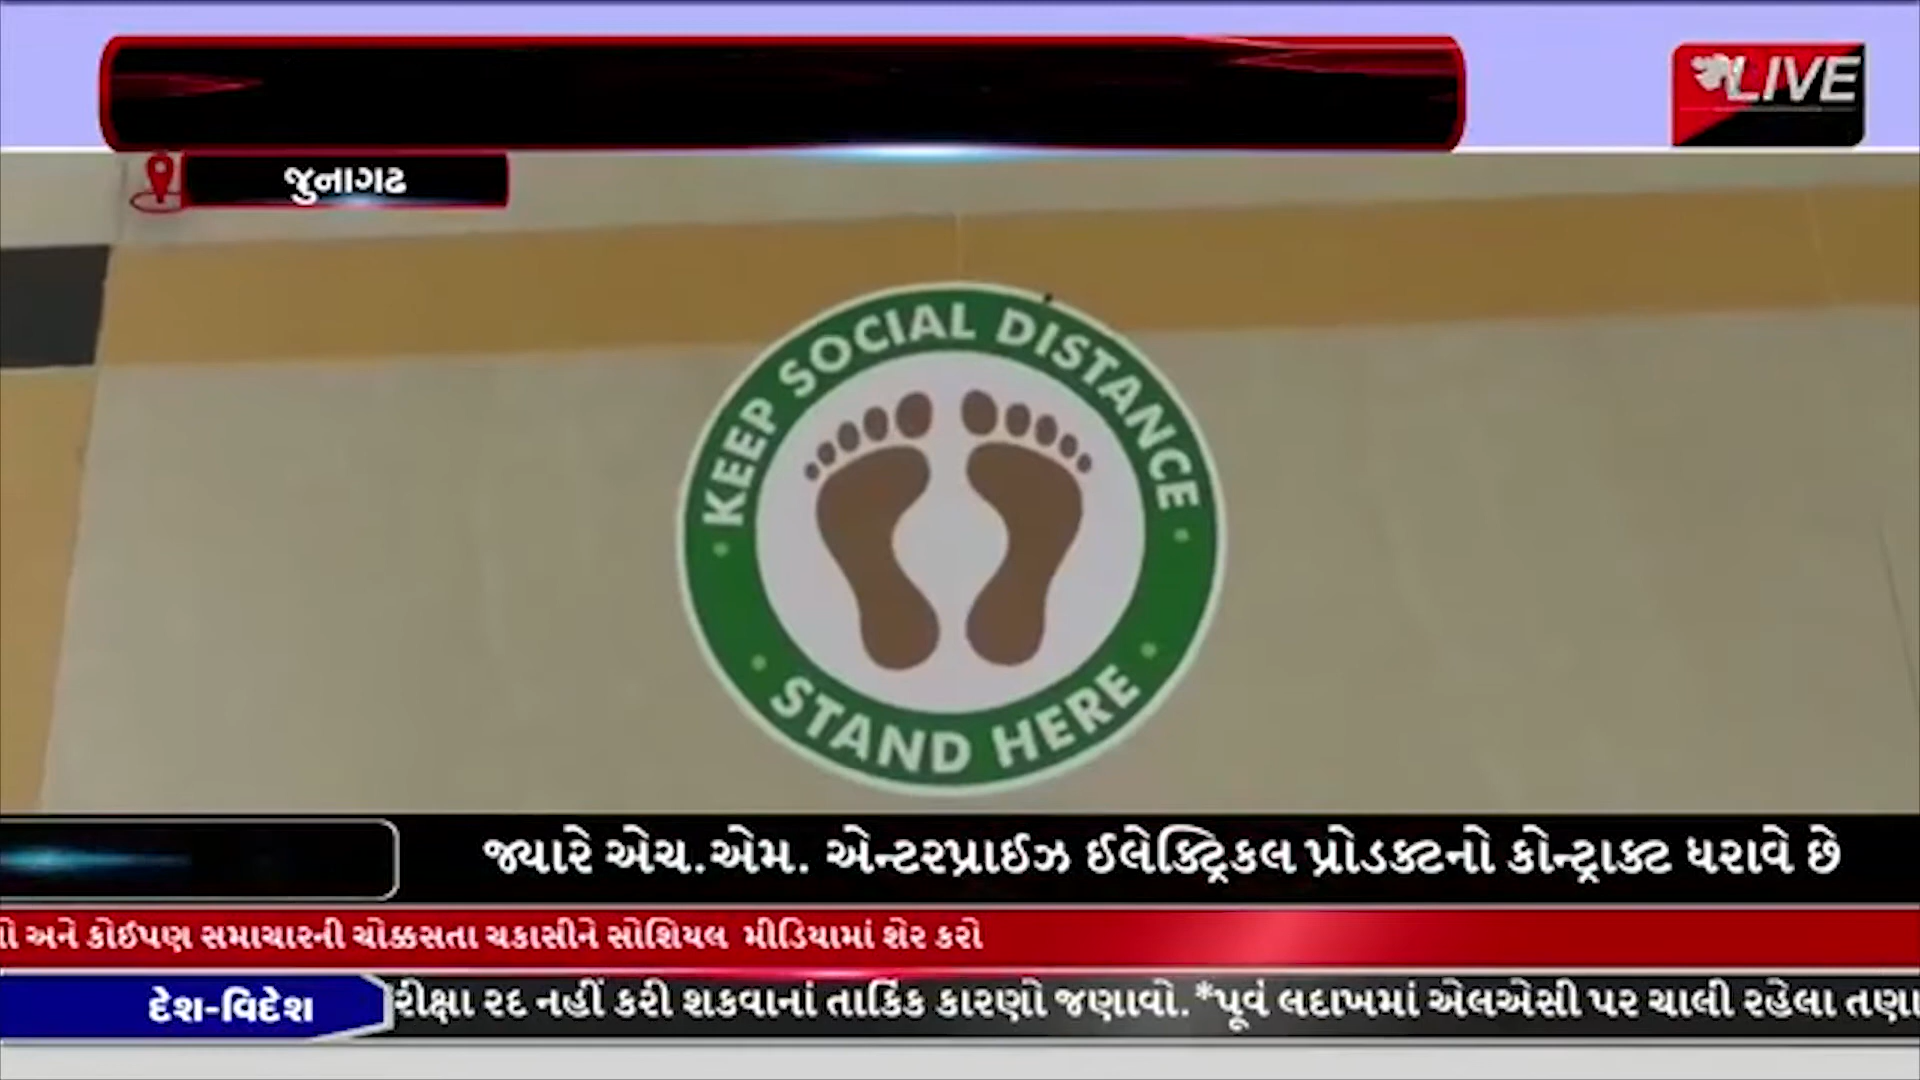 LIVE
જુનાગઢ
KEEP SOCIAL DISTANCE
STAND HERE
જ્યારે એચ.એમ. એન્ટરપ્રાઈઝ ઈલેક્ટ્રિકલ પ્રોડક્ટનો કોન્ટ્રાક્ટ ધરાવે છે
અને કોઈપણ સમાચારની ચોક્કસતા ચકાસીને સોશિયલ મીડિયામાં શેર કરો
દેશ-વિદેશ
રીક્ષા રદ નહીં કરી શકવાનાં તાર્કિક કારણો જણાવો. *પૂર્વ લદાખમાં એલએસી પર ચાલી રહેલા તણા